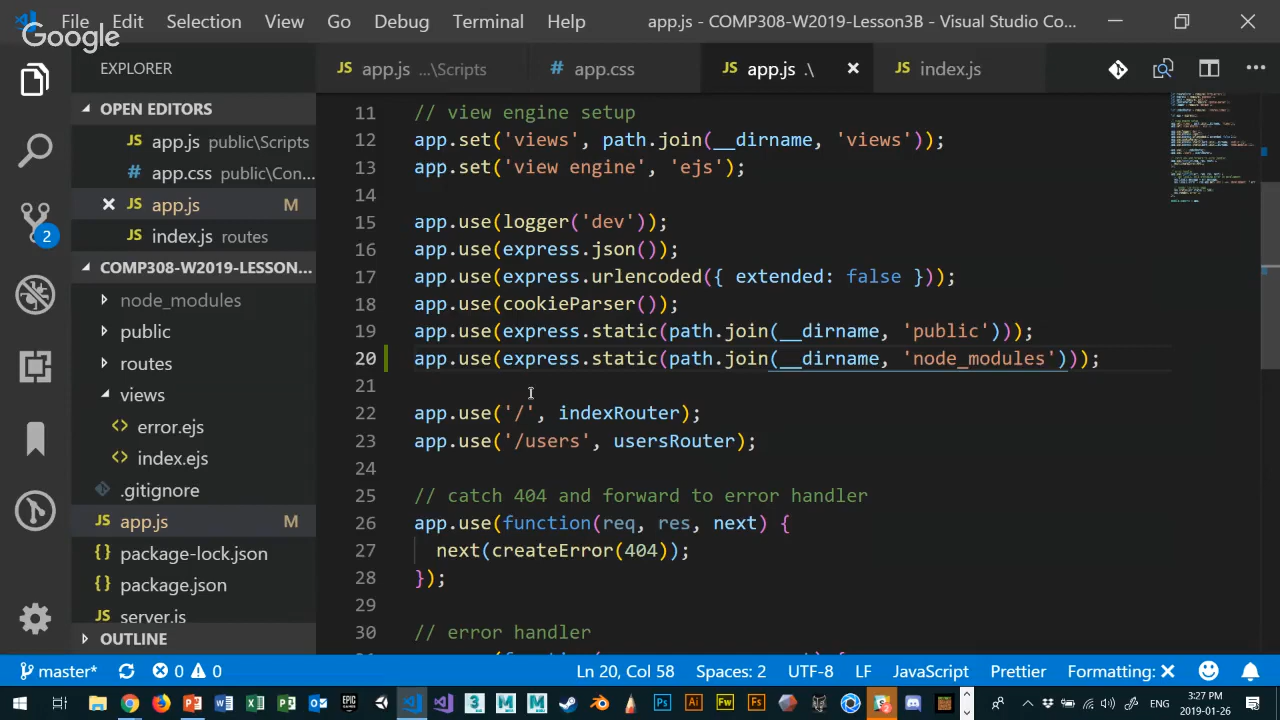 File Edit Selection View Go Debug Terminal Help app.js - COMP308-W2019-Lesson3B - Visual Studio Co...
Google
EXPLORER
OPEN EDITORS
app.js public\Scripts
app.css public\Con...
app.js M
index.js routes
2
COMP308-W2019-LESSON...
node_modules
public
routes
views
error.ejs
index.ejs
.gitignore
app.js M
package-lock.json
package.json
server.js
OUTLINE
app.js ...\Scripts app.css app.js .\ index.js
11 // view engine setup
12 app.set('views', path.join(__dirname, 'views'));
13 app.set('view engine', 'ejs');
14
15 app.use(logger('dev'));
16 app.use(express.json());
17 app.use(express.urlencoded({ extended: false }));
18 app.use(cookieParser());
19 app.use(express.static(path.join(__dirname, 'public')));
20 app.use(express.static(path.join(__dirname, 'node_modules')));
21
22 app.use('/', indexRouter);
23 app.use('/users', usersRouter);
24
25 // catch 404 and forward to error handler
26 app.use(function(req, res, next) {
27 next(createError(404));
28 });
29
30 // error handler
master* 0 0 Ln 20, Col 58 Spaces: 2 UTF-8 LF JavaScript Prettier Formatting:
ENG 3:27 PM
2019-01-26